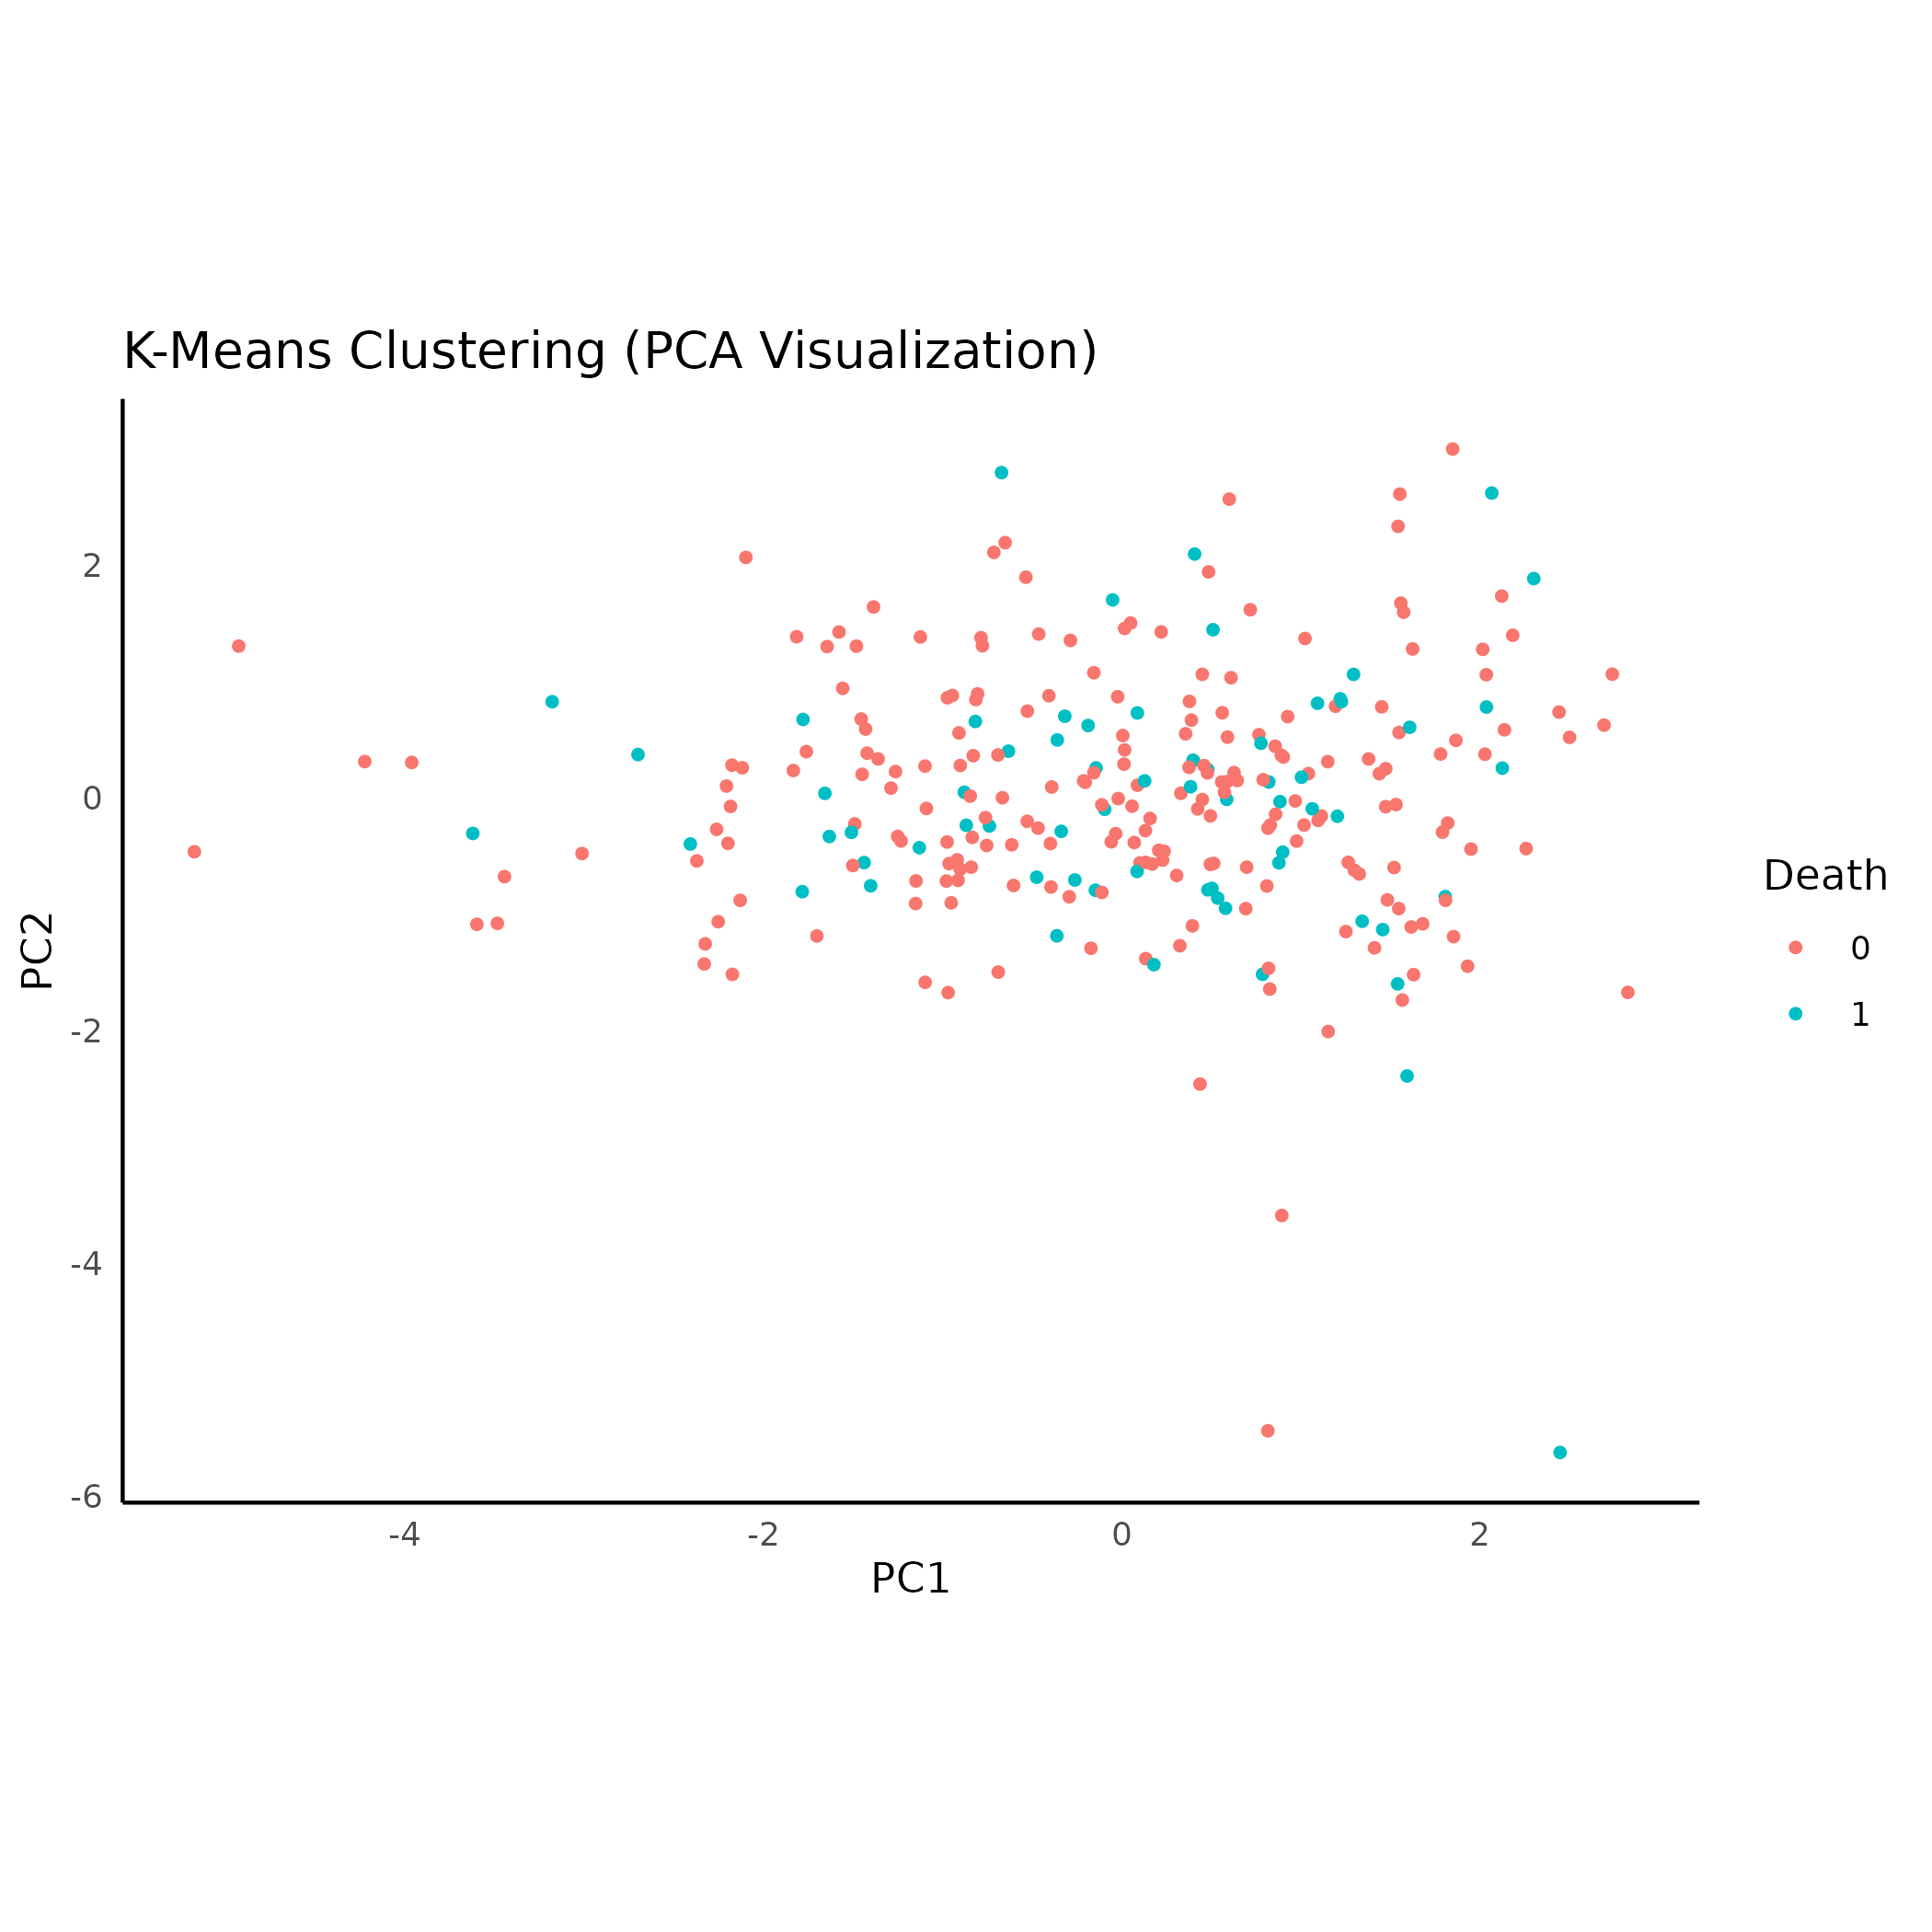 K-Means Clustering (PCA Visualization)
2
0
-2
-4
-6
PC2
-4
-2
0
2
PC1
Death
0
1